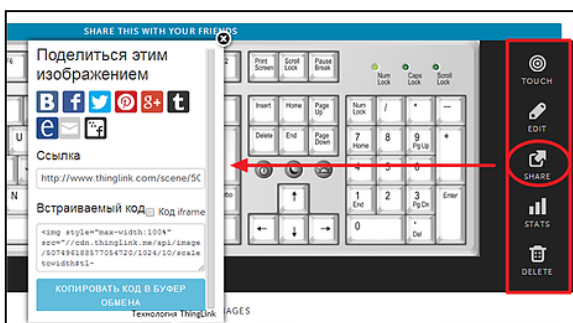 SHARE THIS WITH YOUR FRIENDS
Поделиться этим
изображением
Ссылка
http://www.thinglink.com/scene/50
Встраиваемый код Код iframe
<img style="max-width:100%"
src="//cdn.thinglink.me/api/image
/507496188577054720/1024/10/scale
towidth#tl-
КОПИРОВАТЬ КОД В БУФЕР
ОБМЕНА
Технология ThingLink
Print Screen
Scroll Lock
Pause Break
Num Lock
Caps Lock
Scroll Lock
Insert
Home
Page Up
Num Lock
/
*
-
Delete
End
Page Down
7 Home
8
9 PgUp
+
4
5
6
1 End
2
3 PgDn
Enter
0
Del
U
N
TOUCH
EDIT
SHARE
STATS
DELETE
AGES